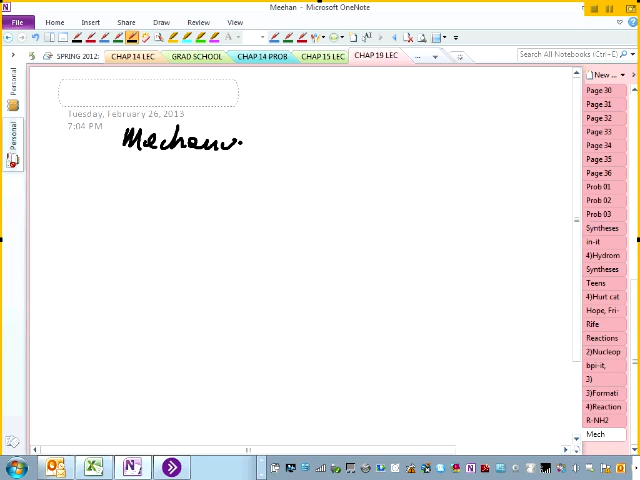 Meehan - Microsoft OneNote
File Home Insert Share Draw Review View
SPRING 2012: CHAP 14 LEC GRAD SCHOOL CHAP 14 PROB CHAP 15 LEC CHAP 19 LEC ... Search All Notebooks (Ctrl+E)
Personal
Personal
Tuesday, February 26, 2013
7:04 PM
New ...
Page 30
Page 31
Page 32
Page 33
Page 34
Page 35
Page 36
Prob 01
Prob 02
Prob 03
Syntheses
in-it
4)Hydrom
Syntheses
Teens
4)Hurt cat
Hope, Fri-
Rife
Reactions
2)Nucleop
bpi-it,
3)
3)Formati
4)Reaction
R-NH2
Mech